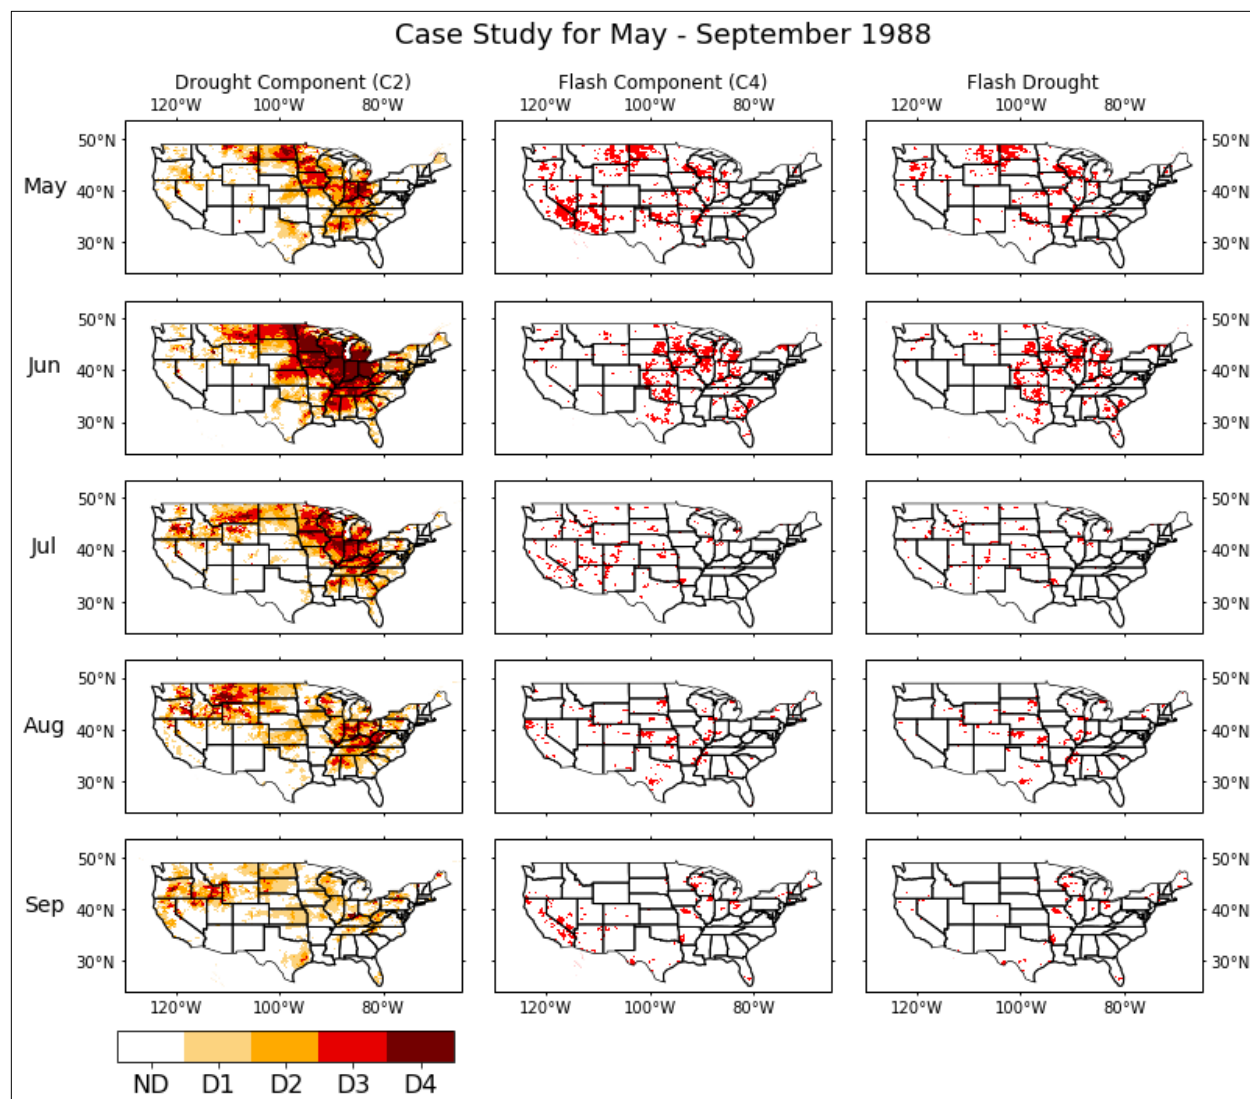 Case Study for May - September 1988
Drought Component (C2) Flash Component (C4) Flash Drought
120°W 100°W 80°W 120°W 100°W 80°W 120°W 100°W 80°W
50°N 50°N
May
40°N 40°N
30°N 30°N
50°N 50°N
Jun
40°N 40°N
30°N 30°N
50°N 50°N
Jul
40°N 40°N
30°N 30°N
50°N 50°N
Aug
40°N 40°N
30°N 30°N
50°N 50°N
Sep
40°N 40°N
30°N 30°N
120°W 100°W 80°W 120°W 100°W 80°W 120°W 100°W 80°W
ND D1 D2 D3 D4